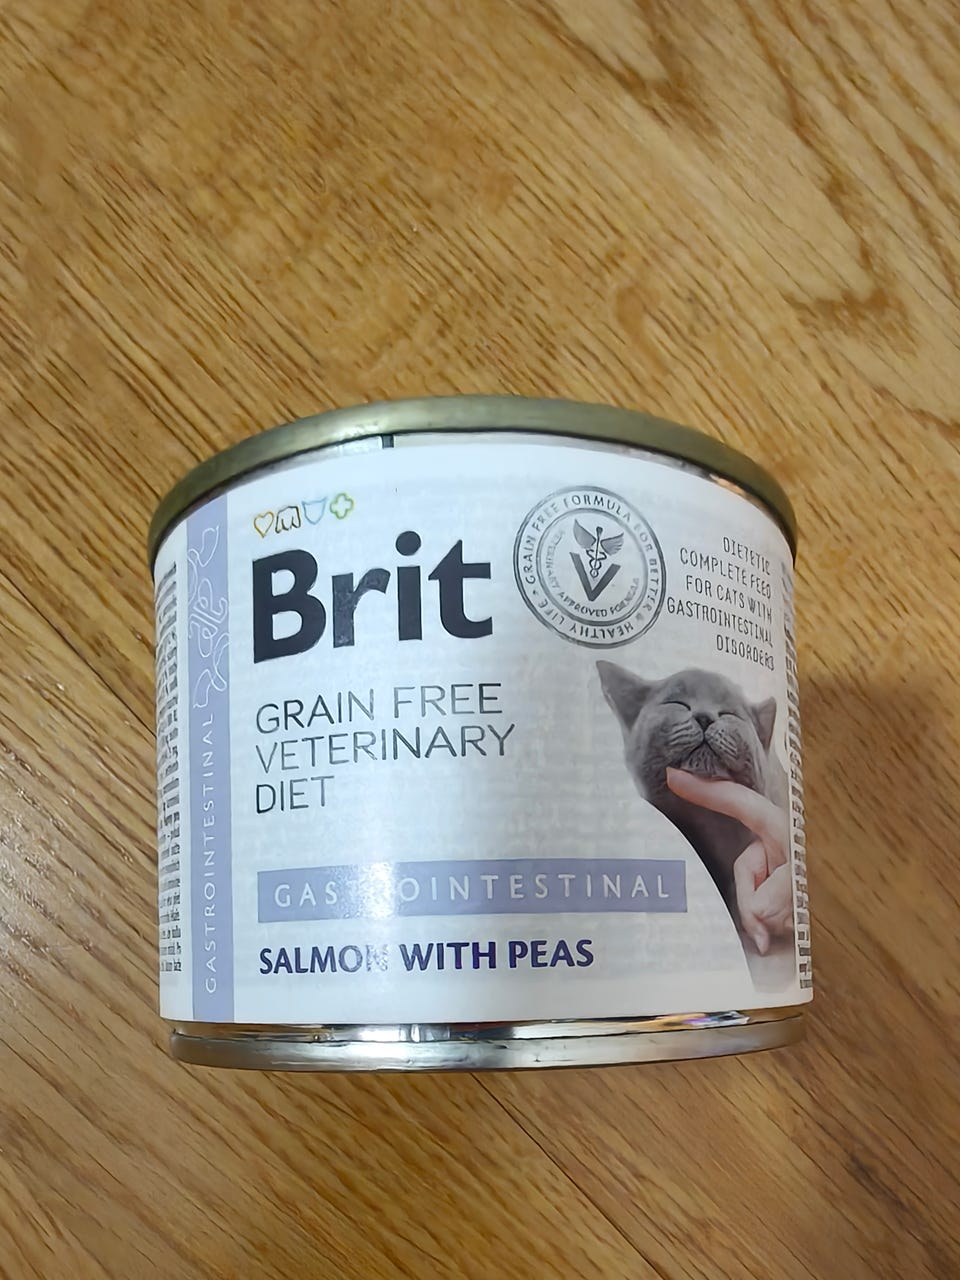 Brit
GRAIN FREE FORMULA FOR BETTER & HEALTHY LIFE
VETERINARY APPROVED FORMULA
DIETETIC
COMPLETE FEED
FOR CATS WITH
GASTROINTESTINAL
DISORDERS
GRAIN FREE
VETERINARY
DIET
GASTROINTESTINAL
SALMON WITH PEAS
GASTROINTESTINAL